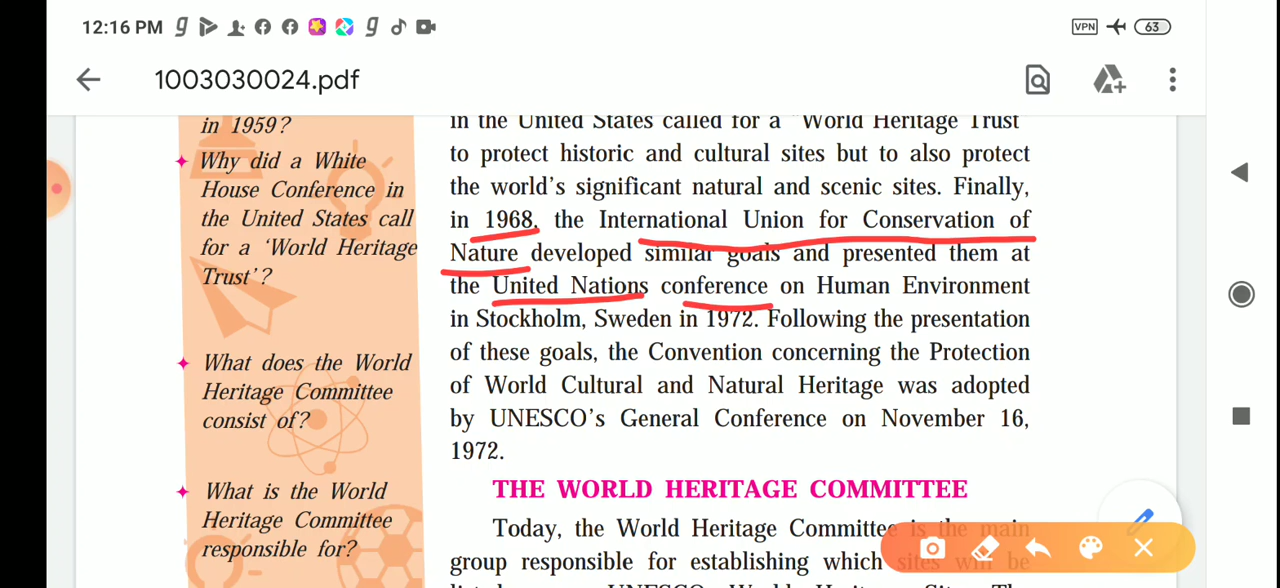 12:16 PM
VPN
63
1003030024.pdf
in 1959?
Why did a White
House Conference in
the United States call
for a 'World Heritage
Trust'?
What does the World
Heritage Committee
consist of?
What is the World
Heritage Committee
responsible for?
in the United States called for a "World Heritage Trust"
to protect historic and cultural sites but to also protect
the world's significant natural and scenic sites. Finally,
in 1968, the International Union for Conservation of
Nature developed similar goals and presented them at
the United Nations conference on Human Environment
in Stockholm, Sweden in 1972. Following the presentation
of these goals, the Convention concerning the Protection
of World Cultural and Natural Heritage was adopted
by UNESCO's General Conference on November 16,
1972.
THE WORLD HERITAGE COMMITTEE
Today, the World Heritage Committee is the main
group responsible for establishing which sites will be